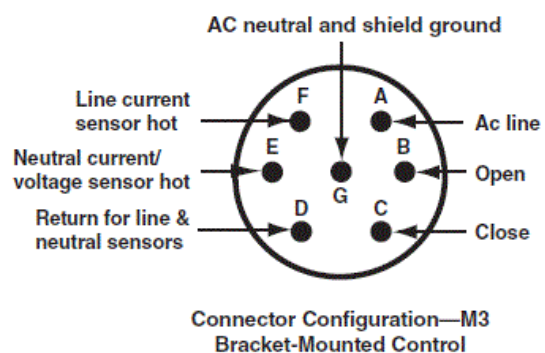 AC neutral and shield ground
F
A
Line current
sensor hot
Ac line
E
B
Neutral current/
voltage sensor hot
Open
G
D
C
Return for line &
neutral sensors
Close
Connector Configuration—M3
Bracket-Mounted Control